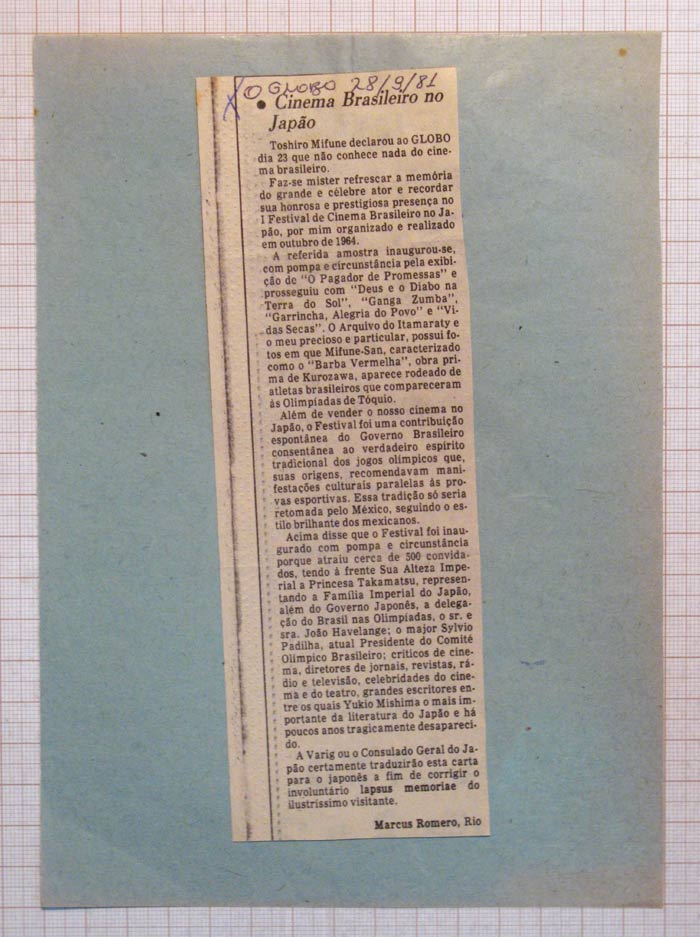 O GLOBO 28/9/81
• Cinema Brasileiro no
Japão
Toshiro Mifune declarou ao GLOBO
dia 23 que não conhece nada do cine-
ma brasileiro.
Faz-se mister refrescar a memória
do grande e célebre ator e recordar
sua honrosa e prestigiosa presença no
I Festival de Cinema Brasileiro no Ja-
pão, por mim organizado e realizado
em outubro de 1964.
A referida amostra inaugurou-se,
com pompa e circunstância pela exibi-
ção de "O Pagador de Promessas" e
prosseguiu com "Deus e o Diabo na
Terra do Sol", "Ganga Zumba",
"Garrincha, Alegria do Povo" e "Vi-
das Secas". O Arquivo do Itamaraty e
o meu precioso e particular, possui fo-
tos em que Mifune-San, caracterizado
como o "Barba Vermelha", obra pri-
ma de Kurozawa, aparece rodeado de
atletas brasileiros que compareceram
às Olimpíadas de Tóquio.
Além de vender o nosso cinema no
Japão, o Festival foi uma contribuição
espontânea do Governo Brasileiro
consentânea ao verdadeiro espírito
tradicional dos jogos olímpicos que,
suas origens, recomendavam mani-
festações culturais paralelas às pro-
vas esportivas. Essa tradição só seria
retomada pelo México, seguindo o es-
tilo brilhante dos mexicanos.
Acima disse que o Festival foi inau-
gurado com pompa e circunstância
porque atraiu cerca de 500 convida-
dos, tendo à frente Sua Alteza Impe-
rial a Princesa Takamatsu, represen-
tando a Família Imperial do Japão,
além do Governo Japonês, a delega-
ção do Brasil nas Olimpíadas, o sr. e
sra. João Havelange; o major Sylvio
Padilha, atual Presidente do Comitê
Olímpico Brasileiro; críticos de cine-
ma, diretores de jornais, revistas, rá-
dio e televisão, celebridades do cine-
ma e do teatro, grandes escritores en-
tre os quais Yukio Mishima o mais im-
portante da literatura do Japão e há
poucos anos tragicamente desapareci-
do.
A Varig ou o Consulado Geral do Ja-
pão certamente traduzirão esta carta
para o japonês a fim de corrigir o
involuntário lapsus memoriae do
ilustríssimo visitante.
Marcus Romero, Rio